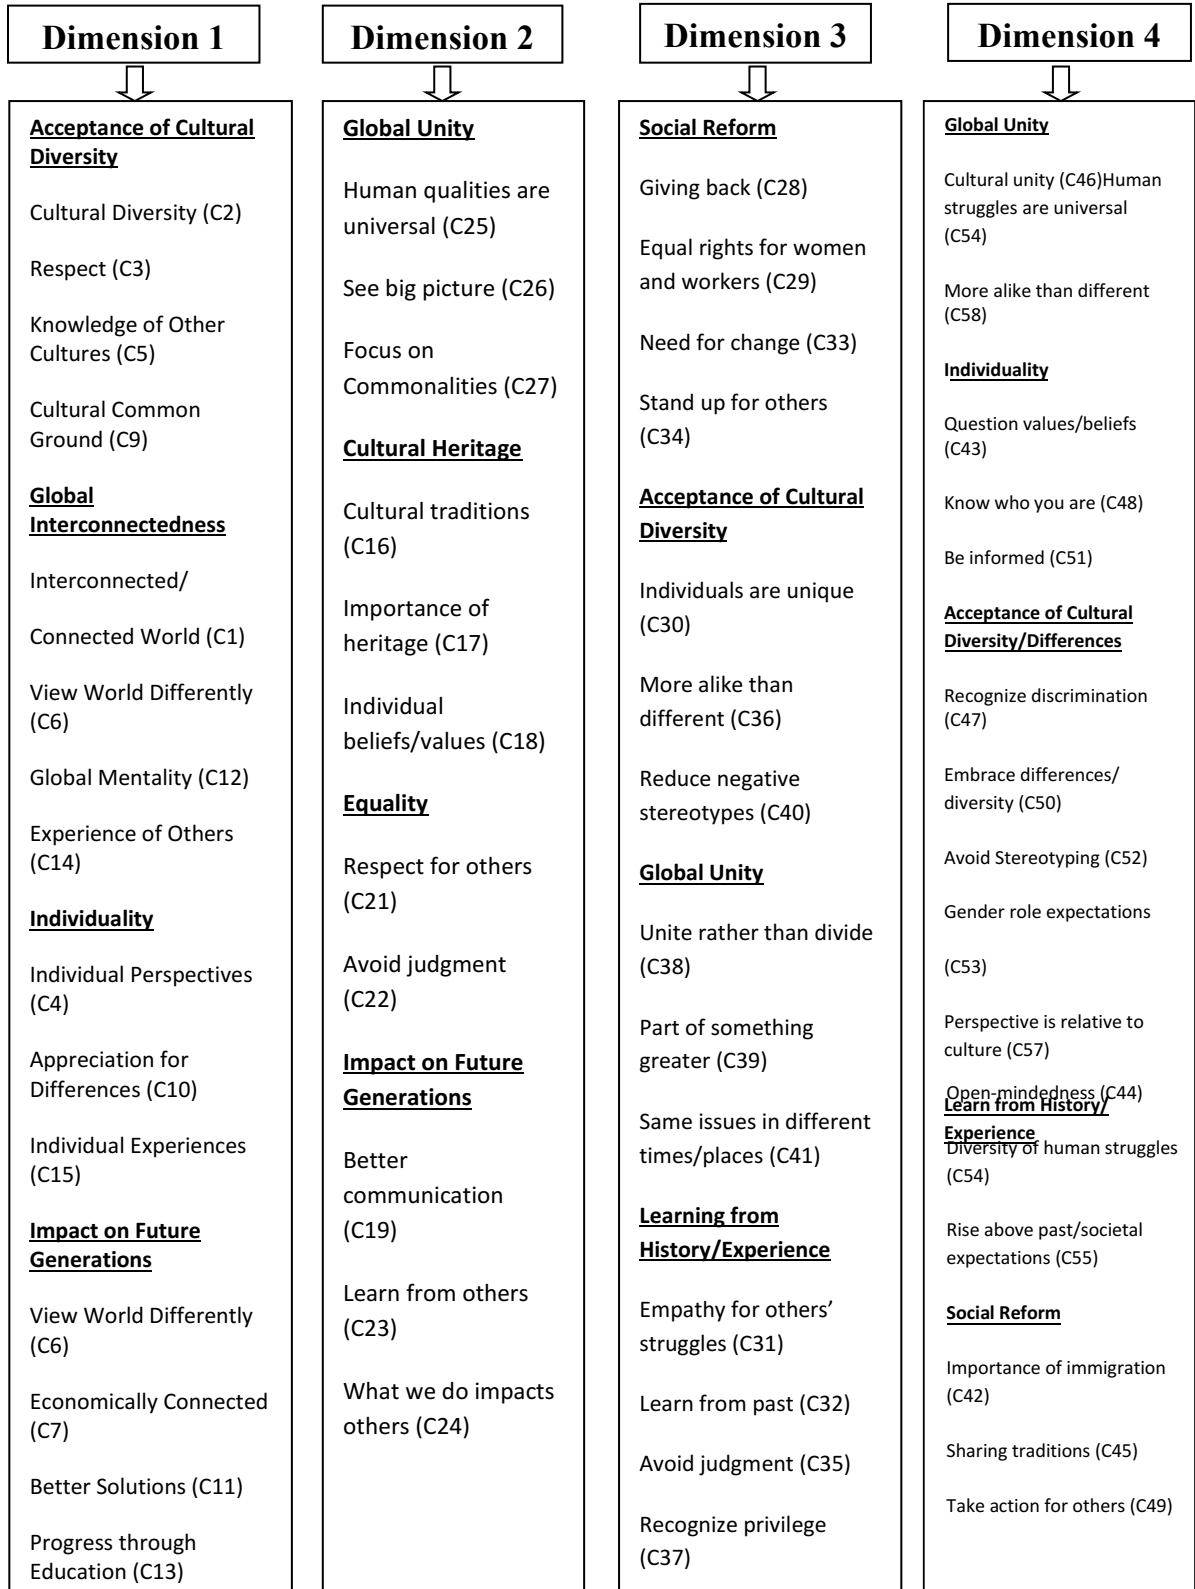 Dimension 1
Acceptance of Cultural
Diversity
Cultural Diversity (C2)
Respect (C3)
Knowledge of Other
Cultures (C5)
Cultural Common
Ground (C9)
Global
Interconnectedness
Interconnected/
Connected World (C1)
View World Differently
(C6)
Global Mentality (C12)
Experience of Others
(C14)
Individuality
Individual Perspectives
(C4)
Appreciation for
Differences (C10)
Individual Experiences
(C15)
Impact on Future
Generations
View World Differently
(C6)
Economically Connected
(C7)
Better Solutions (C11)
Progress through
Education (C13)
Dimension 2
Global Unity
Human qualities are
universal (C25)
See big picture (C26)
Focus on
Commonalities (C27)
Cultural Heritage
Cultural traditions
(C16)
Importance of
heritage (C17)
Individual
beliefs/values (C18)
Equality
Respect for others
(C21)
Avoid judgment
(C22)
Impact on Future
Generations
Better
communication
(C19)
Learn from others
(C23)
What we do impacts
others (C24)
Dimension 3
Social Reform
Giving back (C28)
Equal rights for women
and workers (C29)
Need for change (C33)
Stand up for others
(C34)
Acceptance of Cultural
Diversity
Individuals are unique
(C30)
More alike than
different (C36)
Reduce negative
stereotypes (C40)
Global Unity
Unite rather than divide
(C38)
Part of something
greater (C39)
Same issues in different
times/places (C41)
Learning from
History/Experience
Empathy for others’
struggles (C31)
Learn from past (C32)
Avoid judgment (C35)
Recognize privilege
(C37)
Dimension 4
Global Unity
Cultural unity (C46)Human
struggles are universal
(C54)
More alike than different
(C58)
Individuality
Question values/beliefs
(C43)
Know who you are (C48)
Be informed (C51)
Acceptance of Cultural
Diversity/Differences
Recognize discrimination
(C47)
Embrace differences/
diversity (C50)
Avoid Stereotyping (C52)
Gender role expectations
(C53)
Perspective is relative to
culture (C57)
Open-mindedness (C44)
Learn from History/
Experience
Diversity of human struggles
(C54)
Rise above past/societal
expectations (C55)
Social Reform
Importance of immigration
(C42)
Sharing traditions (C45)
Take action for others (C49)